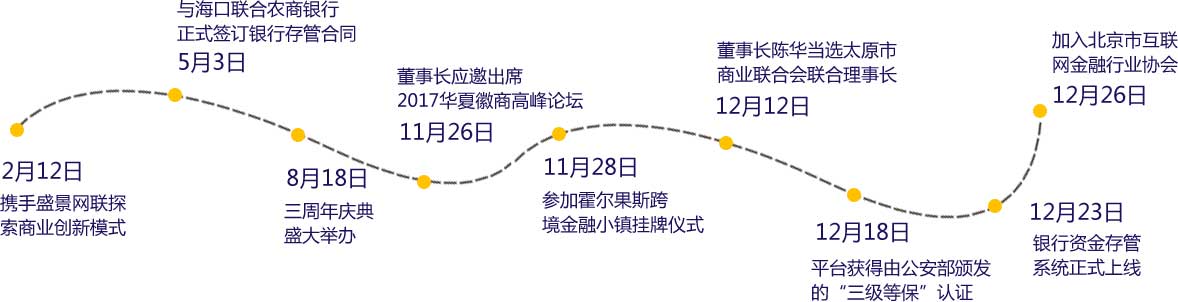 2月12日
携手盛景网联探
索商业创新模式
与海口联合农商银行
正式签订银行存管合同
5月3日
8月18日
三周年庆典
盛大举办
董事长应邀出席
2017华夏徽商高峰论坛
11月26日
11月28日
参加霍尔果斯跨
境金融小镇挂牌仪式
董事长陈华当选太原市
商业联合会联合理事长
12月12日
12月18日
平台获得由公安部颁发
的“三级等保”认证
12月23日
银行资金存管
系统正式上线
加入北京市互联
网金融行业协会
12月26日